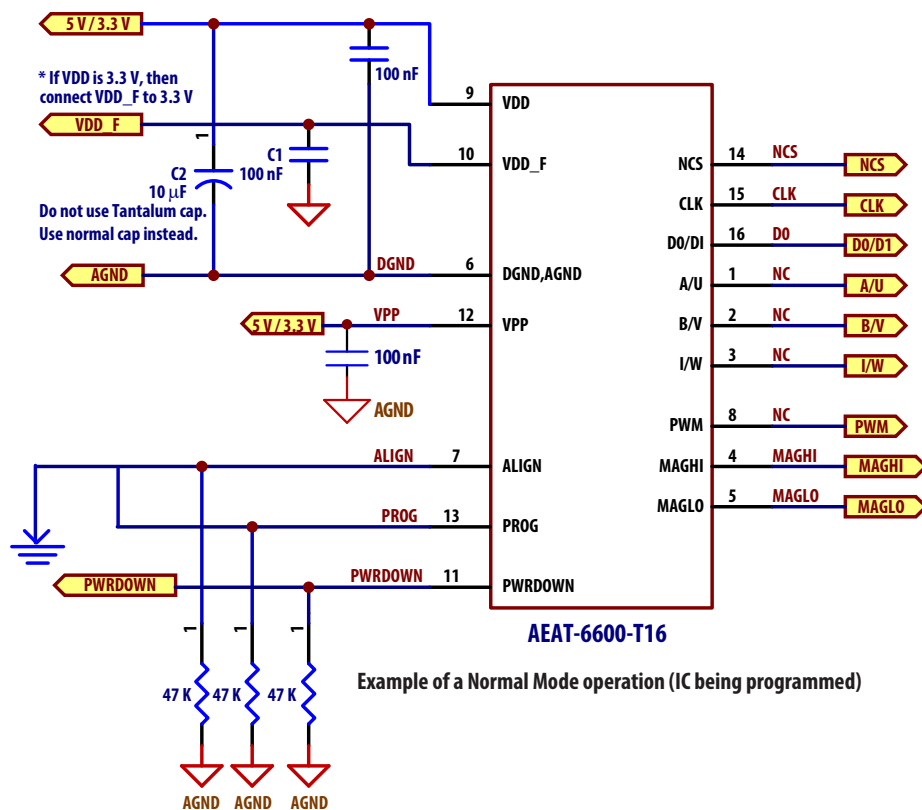 5 V / 3.3 V
* If VDD is 3.3 V, then
connect VDD_F to 3.3 V
100 nF
9
VDD
VDD_F
1
C2
10 μF
C1
100 nF
10
VDD_F
Do not use Tantalum cap.
Use normal cap instead.
AGND
DGND
6
DGND,AGND
5 V / 3.3 V
VPP
12
VPP
100 nF
AGND
ALIGN
7
ALIGN
PROG
13
PROG
PWRDOWN
PWRDOWN
11
PWRDOWN
NCS
14
NCS
NCS
CLK
15
CLK
CLK
D0/DI
16
D0
D0/D1
A/U
1
NC
A/U
B/V
2
NC
B/V
I/W
3
NC
I/W
PWM
8
NC
PWM
MAGHI
4
MAGHI
MAGHI
MAGLO
5
MAGLO
MAGLO
AEAT-6600-T16
1
1
1
47 K
47 K
47 K
AGND
AGND
AGND
Example of a Normal Mode operation (IC being programmed)